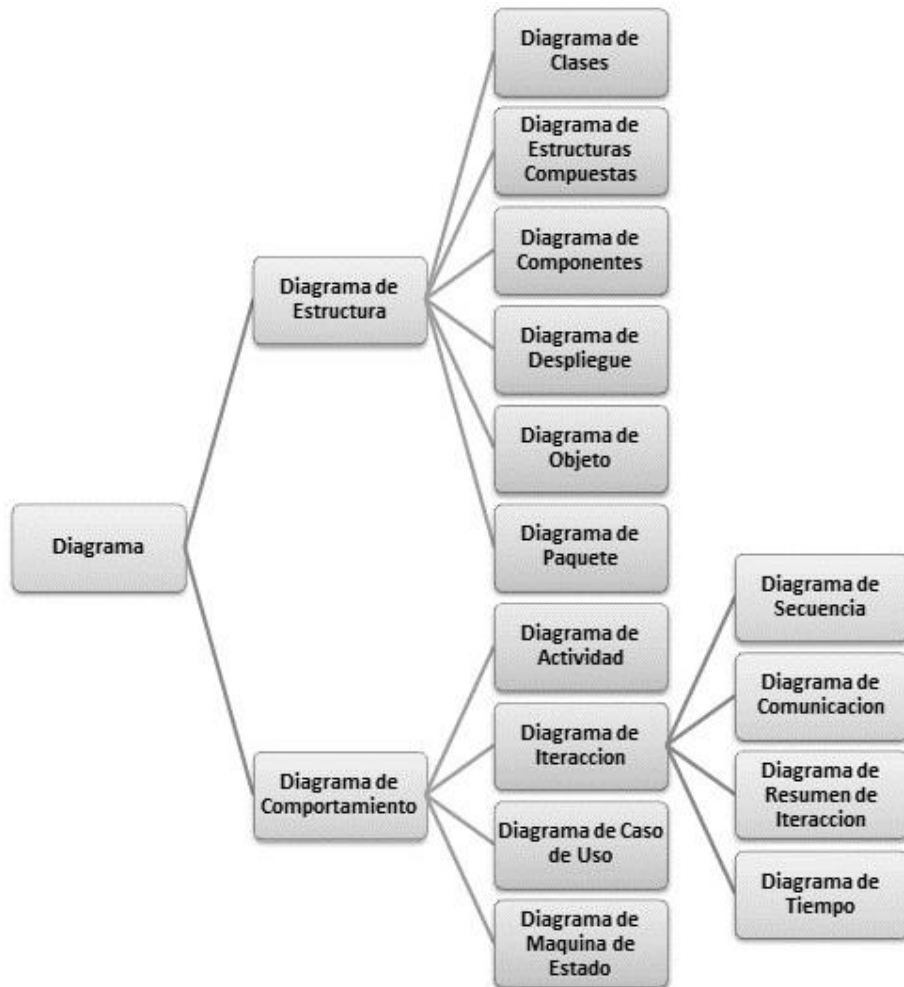 Diagrama de
Clases
Diagrama de
Estructuras
Compuestas
Diagrama de
Componentes
Diagrama de
Estructura
Diagrama de
Despliegue
Diagrama de
Objeto
Diagrama
Diagrama de
Paquete
Diagrama de
Secuencia
Diagrama de
Actividad
Diagrama de
Comunicacion
Diagrama de
Iteraccion
Diagrama de
Comportamiento
Diagrama de
Resumen de
Iteraccion
Diagrama de Caso
de Uso
Diagrama de
Tiempo
Diagrama de
Maquina de
Estado